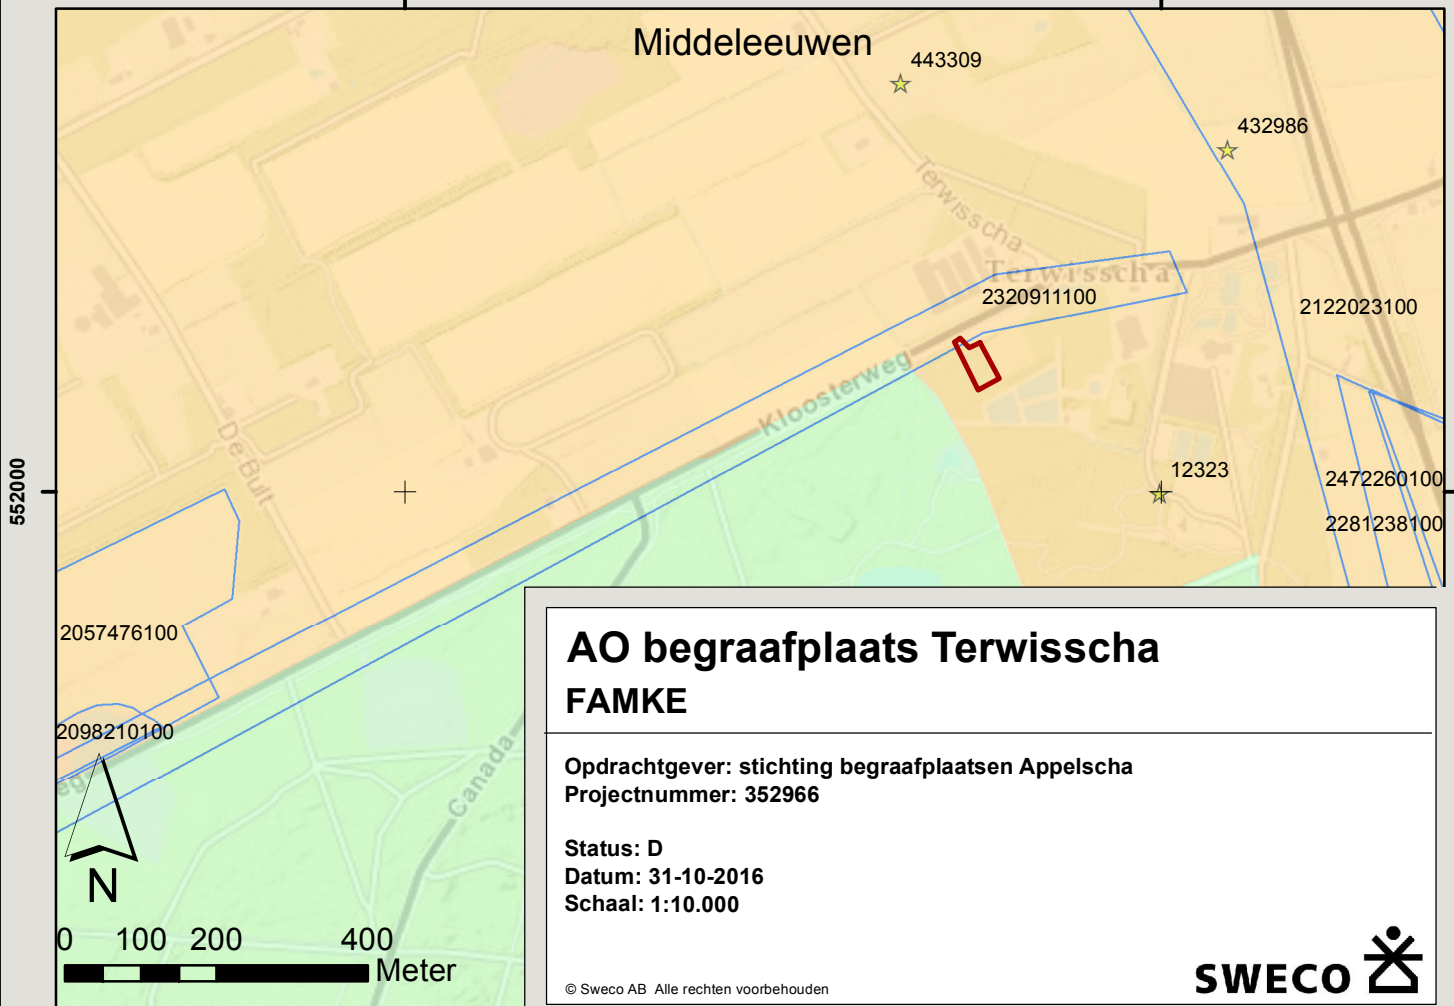 Middeleeuwen
443309
432986
Terwisscha
Terwisscha
2320911100
2122023100
Kloosterweg
De Bult
12323
552000
2472260100
2281238100
2057476100
2098210100
eg
Canada
N
0 100 200 400
Meter
AO begraafplaats Terwisscha
FAMKE
Opdrachtgever: stichting begraafplaatsen Appelscha
Projectnummer: 352966
Status: D
Datum: 31-10-2016
Schaal: 1:10.000
© Sweco AB Alle rechten voorbehouden
SWECO